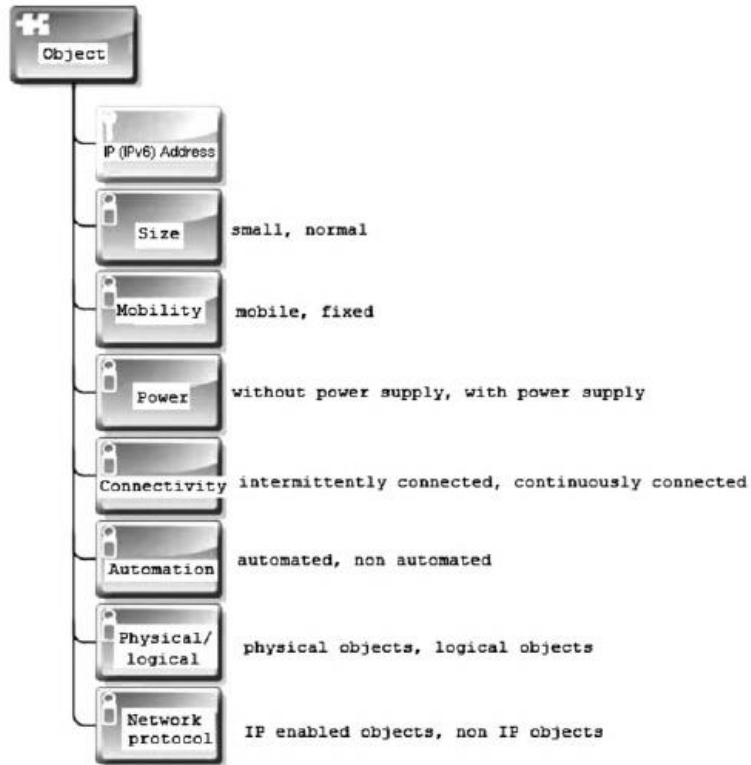 Object
IP (IPv6) Address
Size
small, normal
Mobility
mobile, fixed
Power
without power supply, with power supply
Connectivity
intermittently connected, continuously connected
Automation
automated, non automated
Physical/
logical
physical objects, logical objects
Network
protocol
IP enabled objects, non IP objects